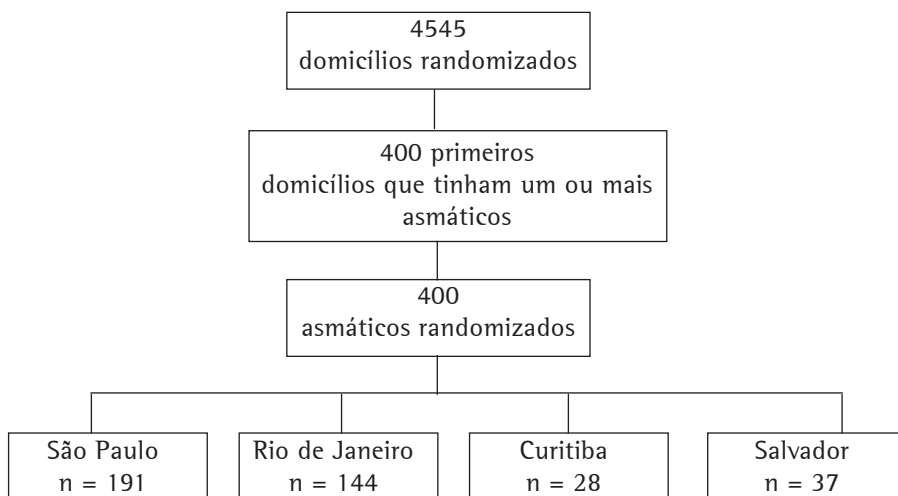 4545
domicílios randomizados
400 primeiros
domicílios que tinham um ou mais
asmáticos
400
asmáticos randomizados
São Paulo
n = 191
Rio de Janeiro
n = 144
Curitiba
n = 28
Salvador
n = 37